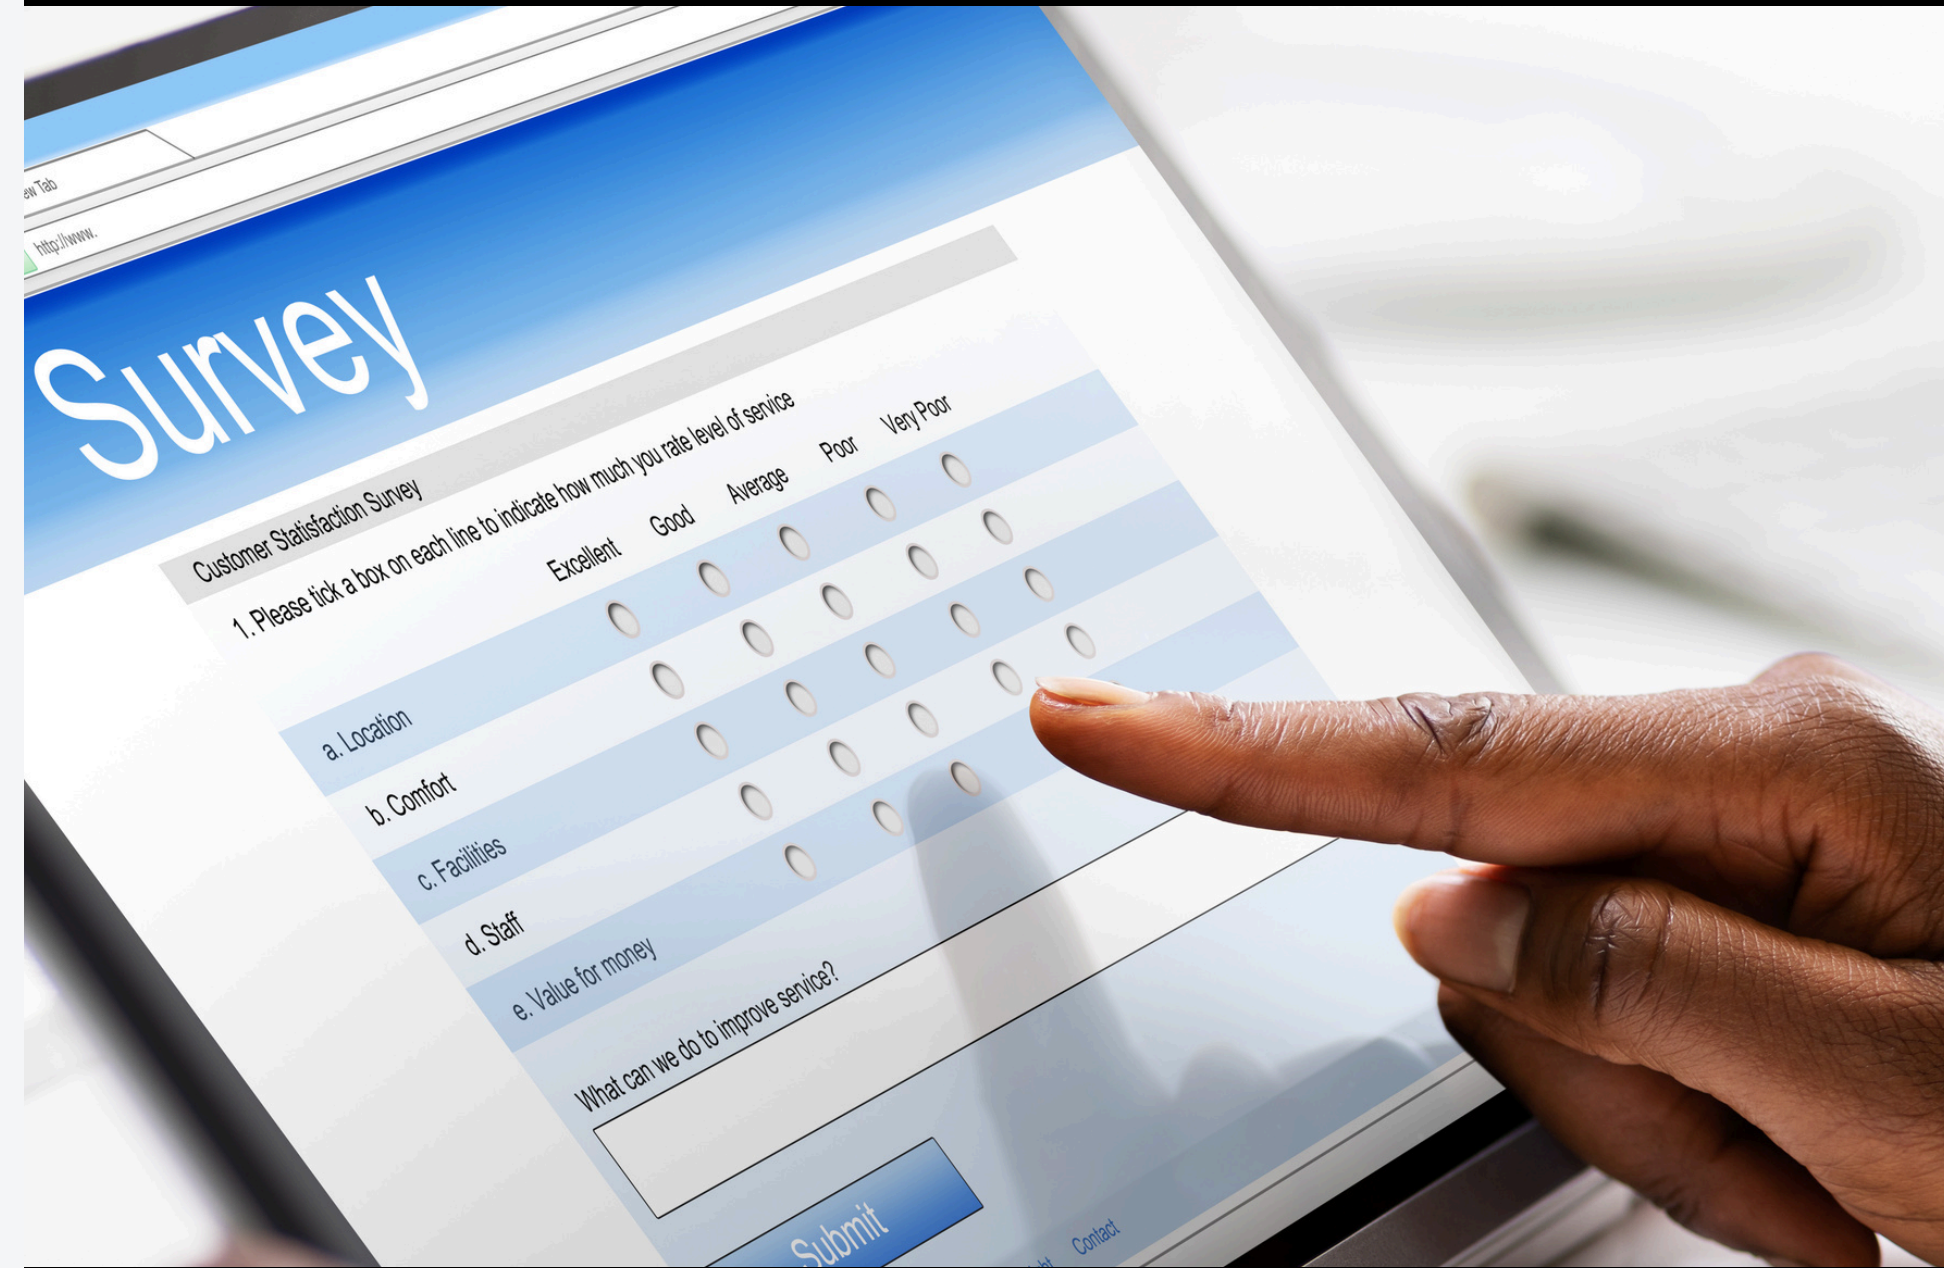 ew Tab
http://www.
Survey
Customer Statisfaction Survey
1. Please tick a box on each line to indicate how much you rate level of service
Excellent Good Average Poor Very Poor
a. Location
b. Comfort
c. Facilities
d. Staff
e. Value for money
What can we do to improve service?
Submit
Contact